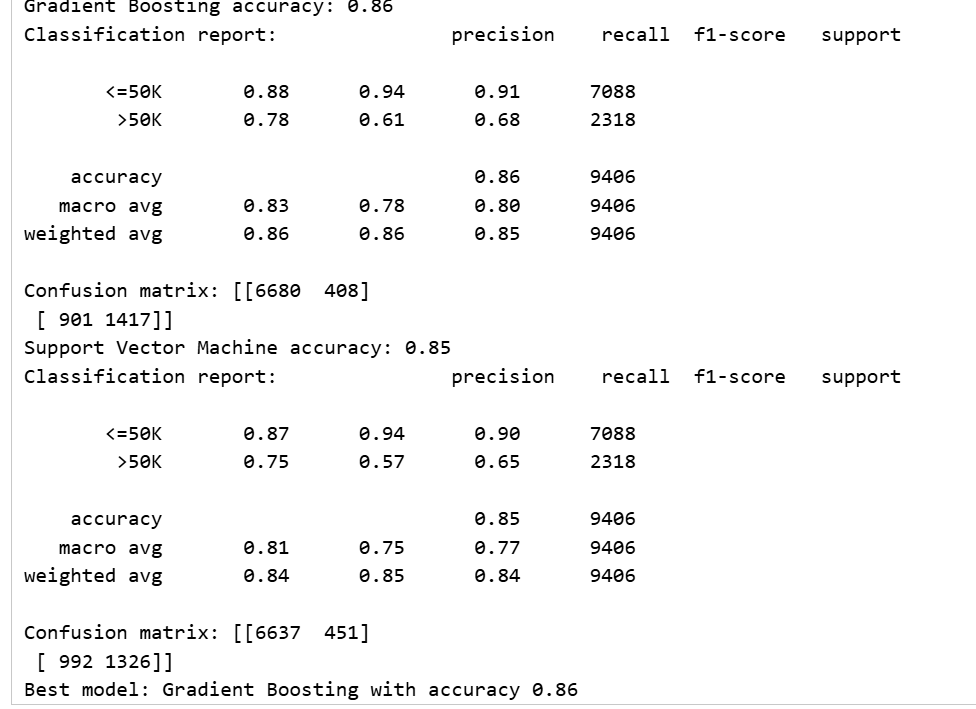 Gradient Boosting accuracy: 0.86
Classification report:               precision    recall  f1-score   support

       <=50K       0.88      0.94      0.91      7088
        >50K       0.78      0.61      0.68      2318

    accuracy                           0.86      9406
   macro avg       0.83      0.78      0.80      9406
weighted avg       0.86      0.86      0.85      9406

Confusion matrix: [[6680  408]
 [ 901 1417]]
Support Vector Machine accuracy: 0.85
Classification report:               precision    recall  f1-score   support

       <=50K       0.87      0.94      0.90      7088
        >50K       0.75      0.57      0.65      2318

    accuracy                           0.85      9406
   macro avg       0.81      0.75      0.77      9406
weighted avg       0.84      0.85      0.84      9406

Confusion matrix: [[6637  451]
 [ 992 1326]]
Best model: Gradient Boosting with accuracy 0.86